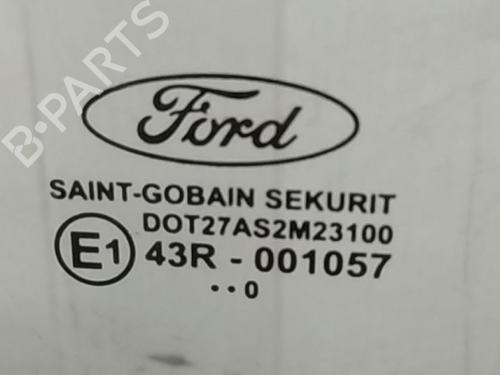 B-PARTS
Ford
SAINT-GOBAIN SEKURIT
DOT27AS2M23100
E1 43R - 001057
··0